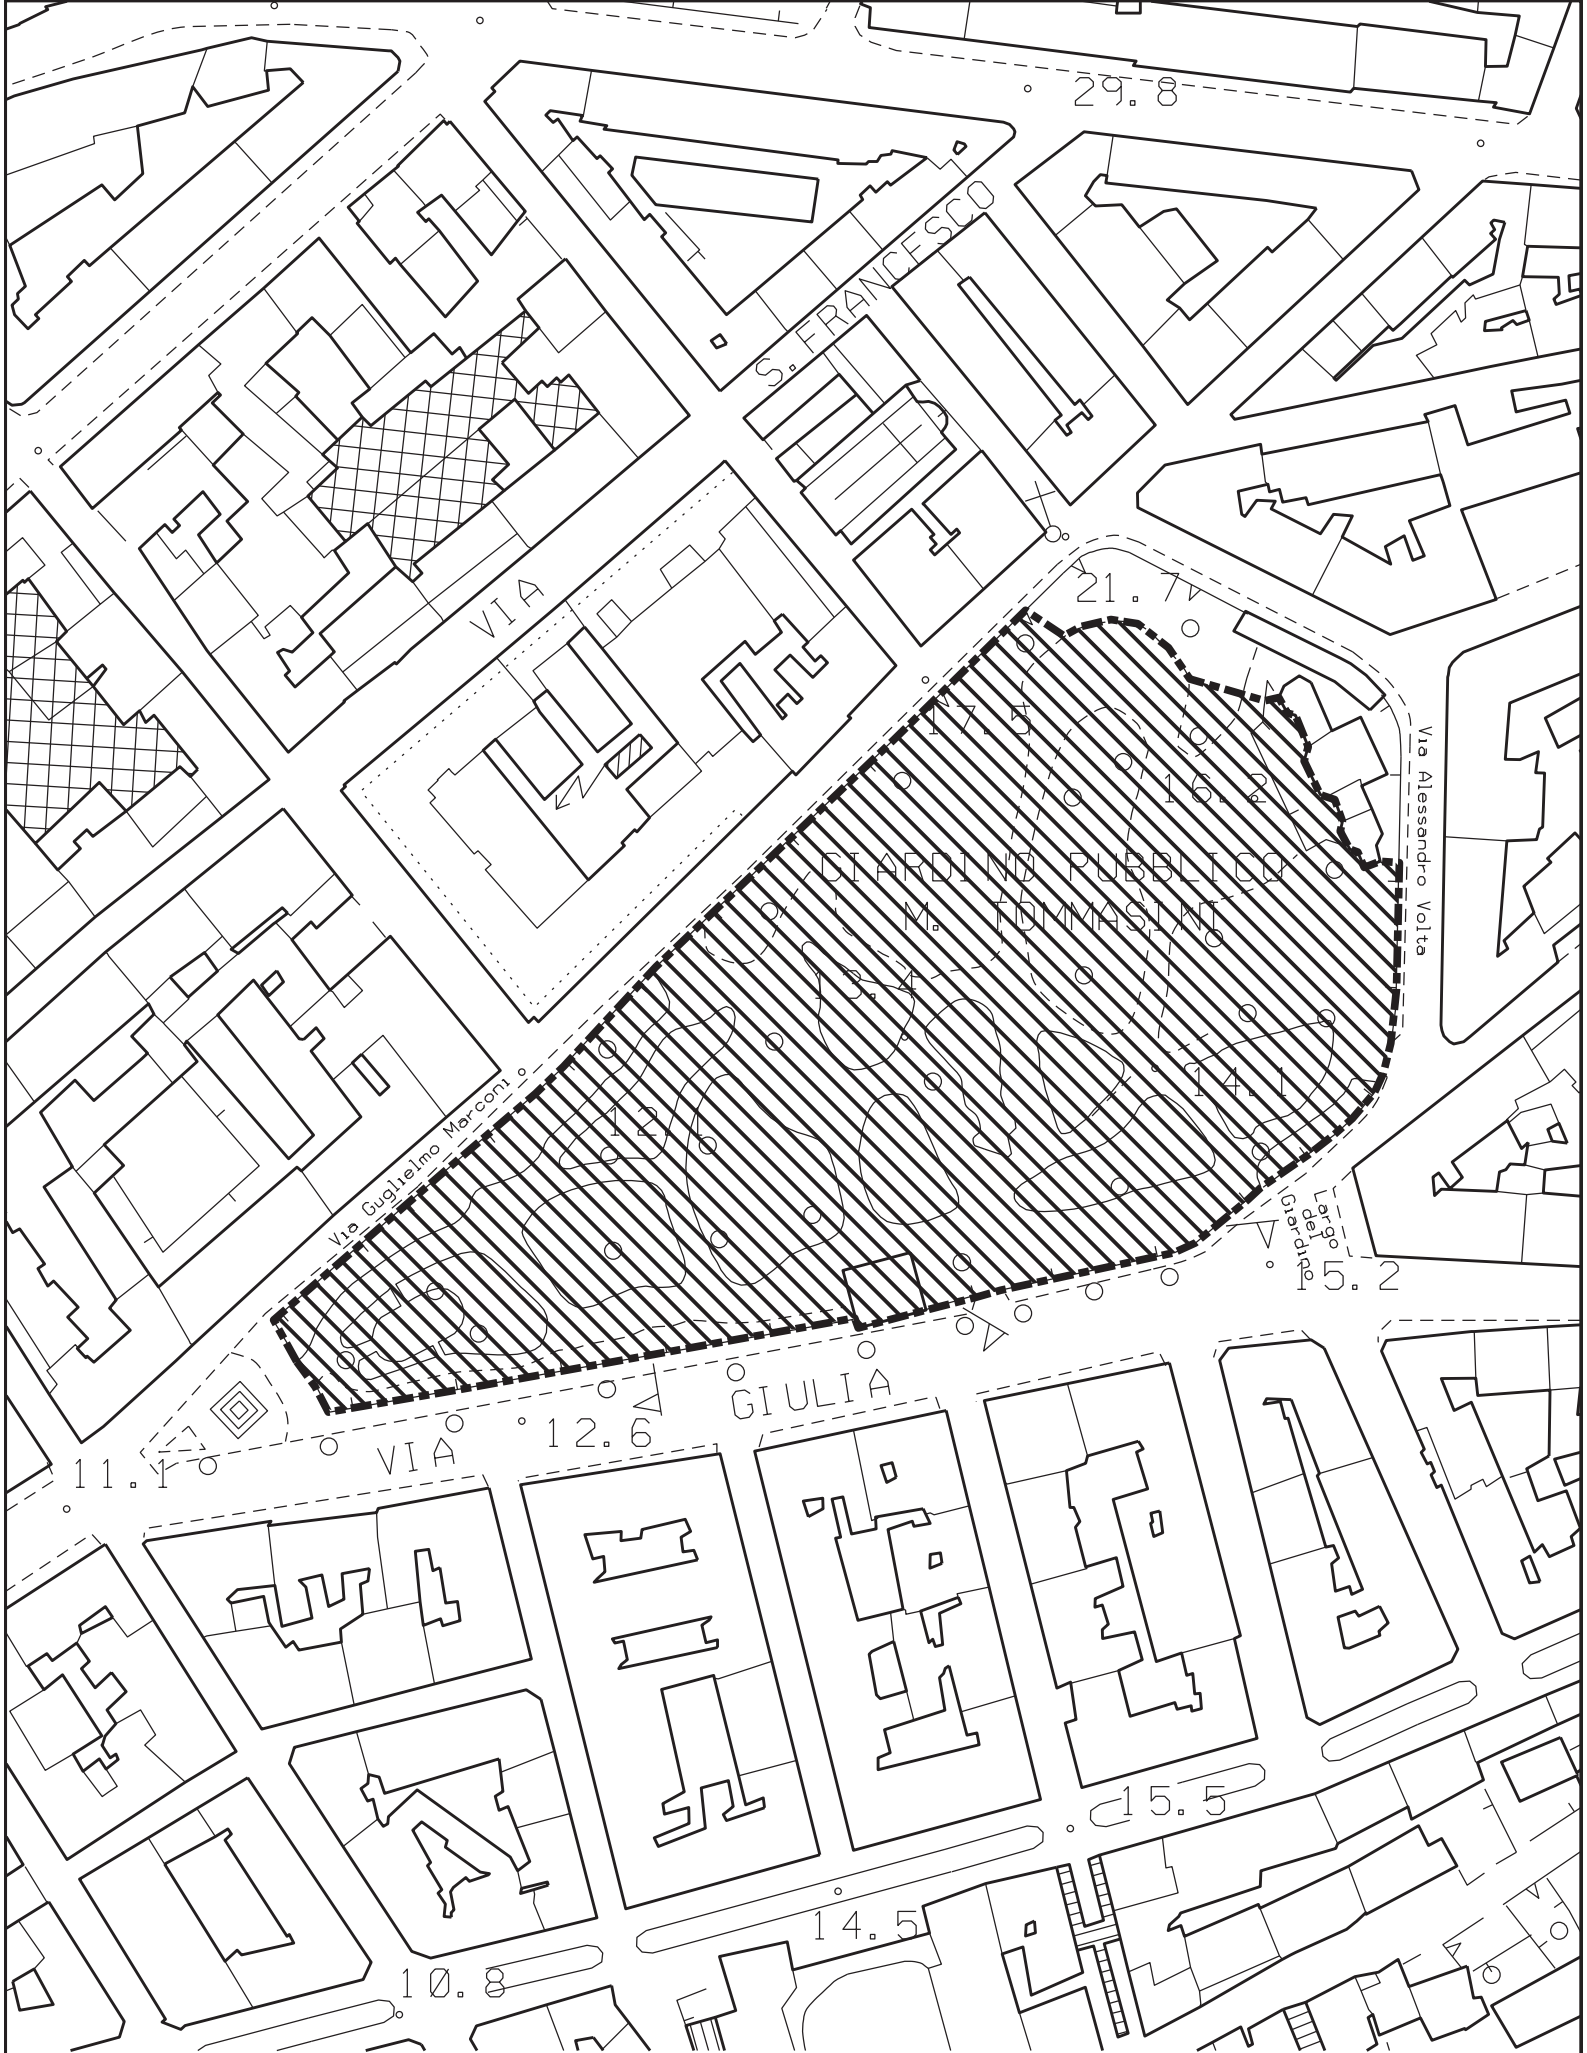 29.8
S. FRANCESCO
VIA
21.7
17.5
16.2
Via Alessandro Volta
GIARDINO PUBBLICO
M. TOMMASINI
13.4
14.1
Via Guglielmo Marconi
Largo
del
Giardino
15.2
GIULIA
VIA
12.6
11.1
15.5
14.5
10.8